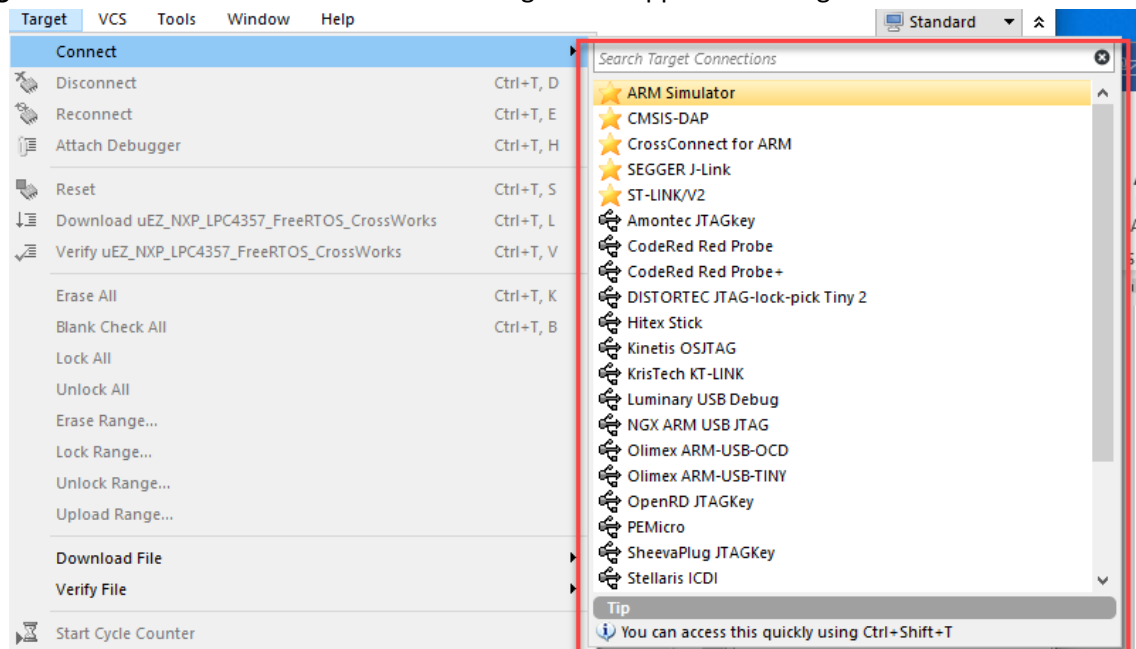 Target VCS Tools Window Help
Standard
Connect
Disconnect Ctrl+T, D
Reconnect Ctrl+T, E
Attach Debugger Ctrl+T, H
Reset Ctrl+T, S
Download uEZ_NXP_LPC4357_FreeRTOS_CrossWorks Ctrl+T, L
Verify uEZ_NXP_LPC4357_FreeRTOS_CrossWorks Ctrl+T, V
Erase All Ctrl+T, K
Blank Check All Ctrl+T, B
Lock All
Unlock All
Erase Range...
Lock Range...
Unlock Range...
Upload Range...
Download File
Verify File
Start Cycle Counter
Search Target Connections
ARM Simulator
CMSIS-DAP
CrossConnect for ARM
SEGGER J-Link
ST-LINK/V2
Amontec JTAGkey
CodeRed Red Probe
CodeRed Red Probe+
DISTORTEC JTAG-lock-pick Tiny 2
Hitex Stick
Kinetis OSJTAG
KrisTech KT-LINK
Luminary USB Debug
NGX ARM USB JTAG
Olimex ARM-USB-OCD
Olimex ARM-USB-TINY
OpenRD JTAGKey
PEMicro
SheevaPlug JTAGKey
Stellaris ICDI
Tip
You can access this quickly using Ctrl+Shift+T